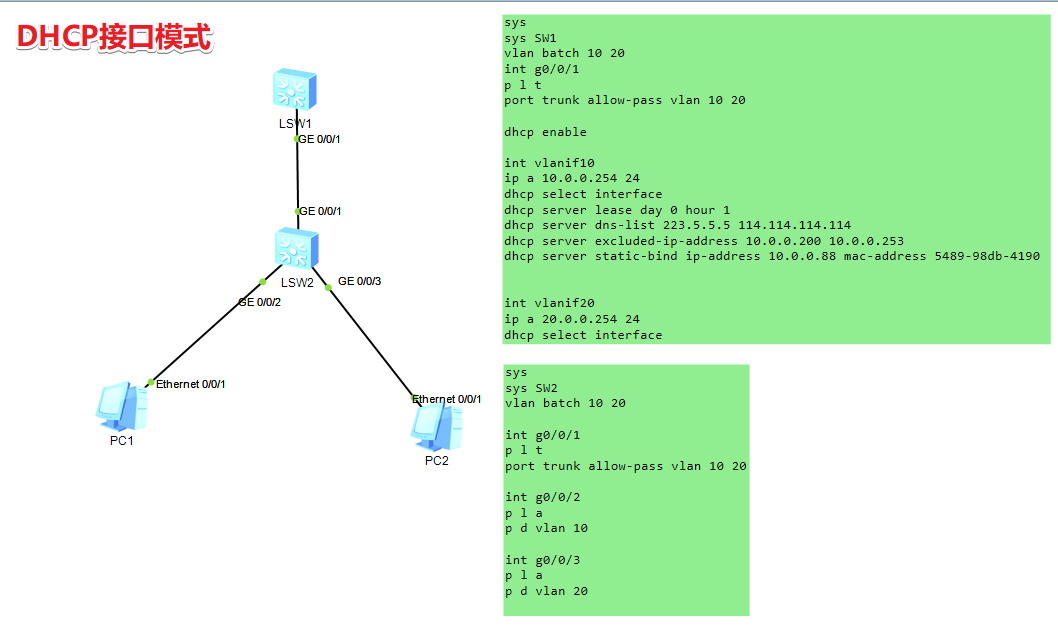 DHCP接口模式
LSW1
GE 0/0/1
GE 0/0/1
LSW2
GE 0/0/3
GE 0/0/2
Ethernet 0/0/1
PC1
Ethernet 0/0/1
PC2
sys
sys SW1
vlan batch 10 20
int g0/0/1
p l t
port trunk allow-pass vlan 10 20
dhcp enable
int vlanif10
ip a 10.0.0.254 24
dhcp select interface
dhcp server lease day 0 hour 1
dhcp server dns-list 223.5.5.5 114.114.114.114
dhcp server excluded-ip-address 10.0.0.200 10.0.0.253
dhcp server static-bind ip-address 10.0.0.88 mac-address 5489-98db-4190
int vlanif20
ip a 20.0.0.254 24
dhcp select interface
sys
sys SW2
vlan batch 10 20
int g0/0/1
p l t
port trunk allow-pass vlan 10 20
int g0/0/2
p l a
p d vlan 10
int g0/0/3
p l a
p d vlan 20